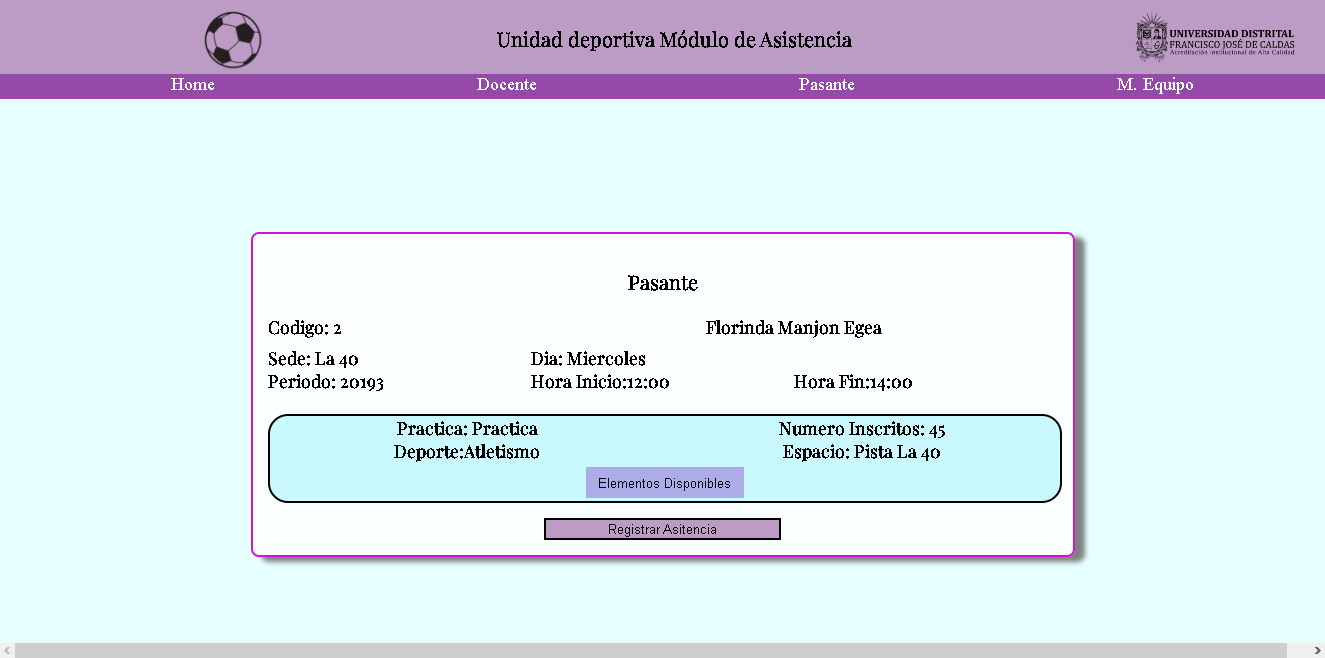 Unidad deportiva Módulo de Asistencia
UNIVERSIDAD DISTRITAL
FRANCISCO JOSÉ DE CALDAS
Acreditación Institucional de Alta Calidad
Home Docente Pasante M. Equipo
Pasante
Codigo: 2 Florinda Manjon Egea
Sede: La 40 Dia: Miercoles
Periodo: 20193 Hora Inicio:12:00 Hora Fin:14:00
Practica: Practica Numero Inscritos: 45
Deporte:Atletismo Espacio: Pista La 40
Elementos Disponibles
Registrar Asitencia